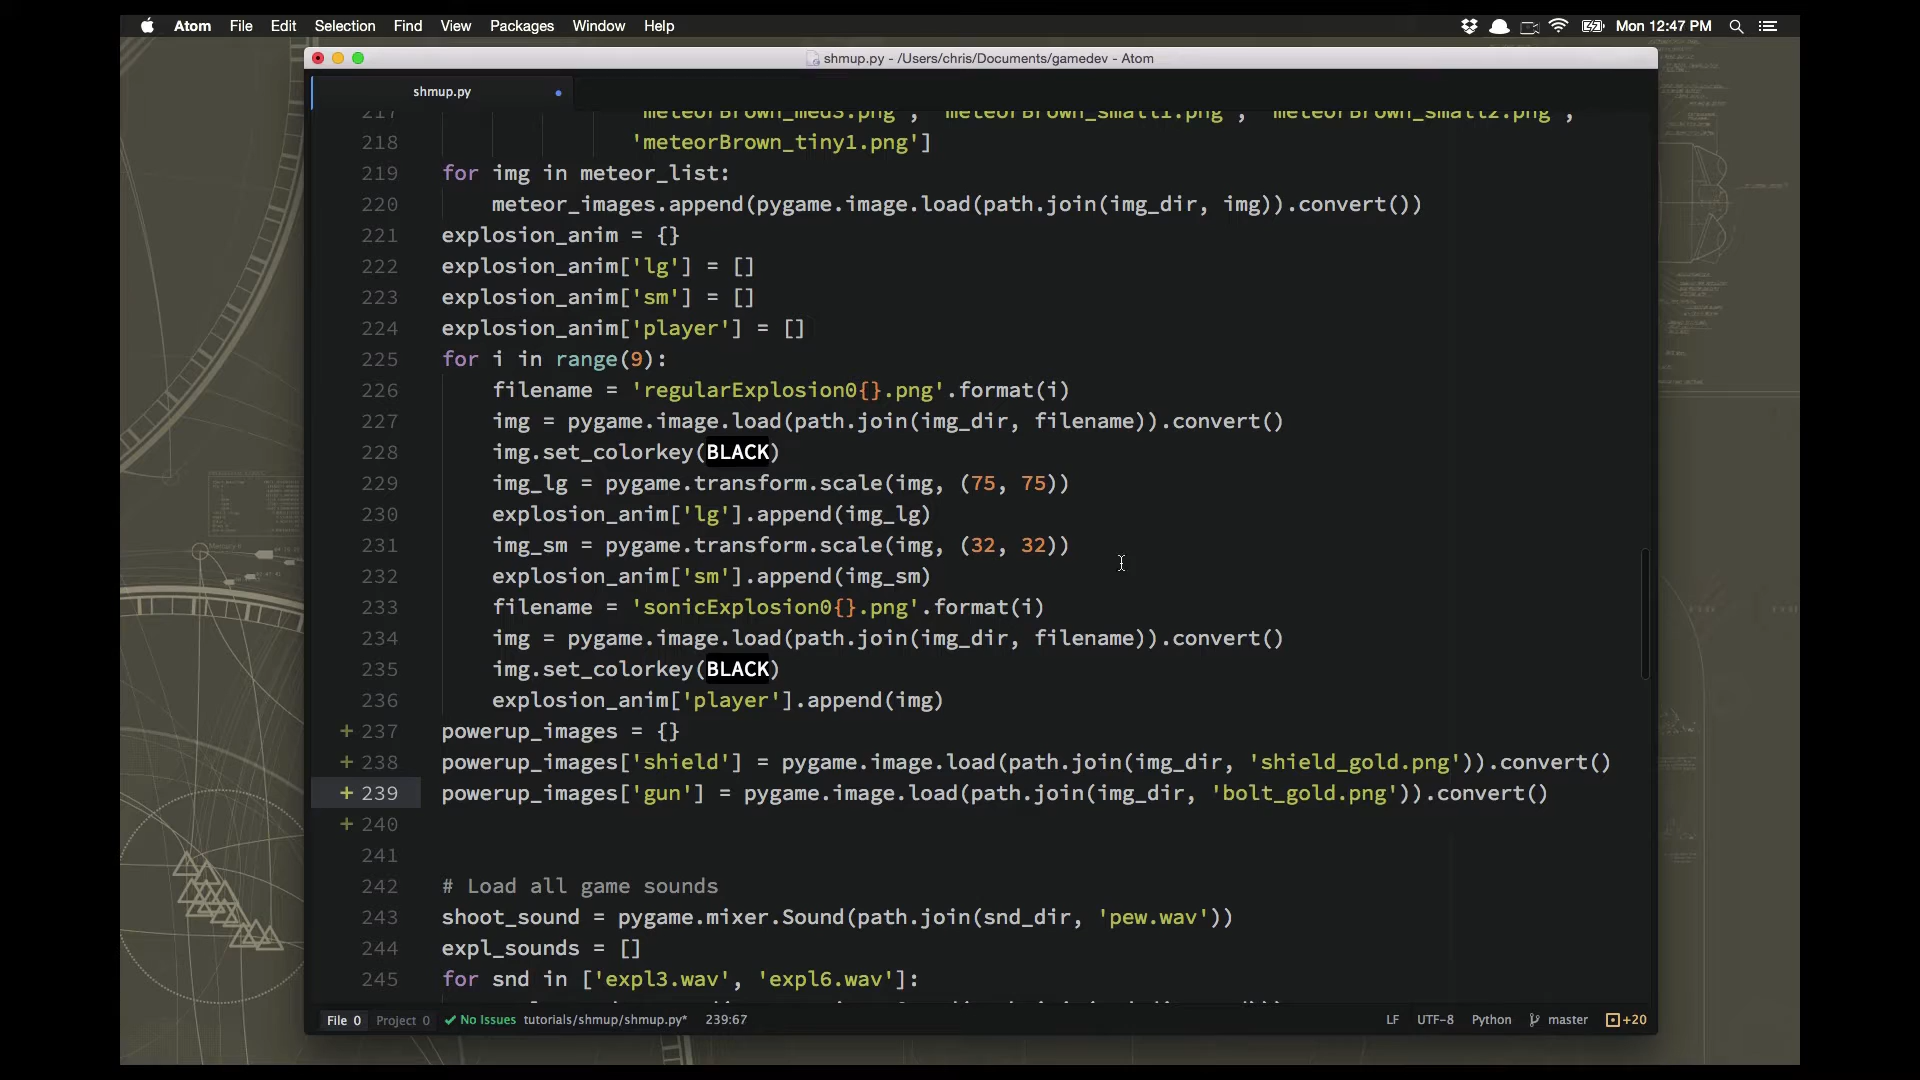 Atom File Edit Selection Find View Packages Window Help Mon 12:47 PM
shmup.py - /Users/chris/Documents/gamedev - Atom
shmup.py
217 'meteorBrown_med3.png', 'meteorBrown_small1.png', 'meteorBrown_small2.png',
218 'meteorBrown_tiny1.png']
219 for img in meteor_list:
220 meteor_images.append(pygame.image.load(path.join(img_dir, img)).convert())
221 explosion_anim = {}
222 explosion_anim['lg'] = []
223 explosion_anim['sm'] = []
224 explosion_anim['player'] = []
225 for i in range(9):
226 filename = 'regularExplosion0{}.png'.format(i)
227 img = pygame.image.load(path.join(img_dir, filename)).convert()
228 img.set_colorkey(BLACK)
229 img_lg = pygame.transform.scale(img, (75, 75))
230 explosion_anim['lg'].append(img_lg)
231 img_sm = pygame.transform.scale(img, (32, 32))
232 explosion_anim['sm'].append(img_sm)
233 filename = 'sonicExplosion0{}.png'.format(i)
234 img = pygame.image.load(path.join(img_dir, filename)).convert()
235 img.set_colorkey(BLACK)
236 explosion_anim['player'].append(img)
+ 237 powerup_images = {}
+ 238 powerup_images['shield'] = pygame.image.load(path.join(img_dir, 'shield_gold.png')).convert()
+ 239 powerup_images['gun'] = pygame.image.load(path.join(img_dir, 'bolt_gold.png')).convert()
+ 240
241
242 # Load all game sounds
243 shoot_sound = pygame.mixer.Sound(path.join(snd_dir, 'pew.wav'))
244 expl_sounds = []
245 for snd in ['expl3.wav', 'expl6.wav']:
File 0 Project 0 No Issues tutorials/shmup/shmup.py* 239:67 LF UTF-8 Python master +20